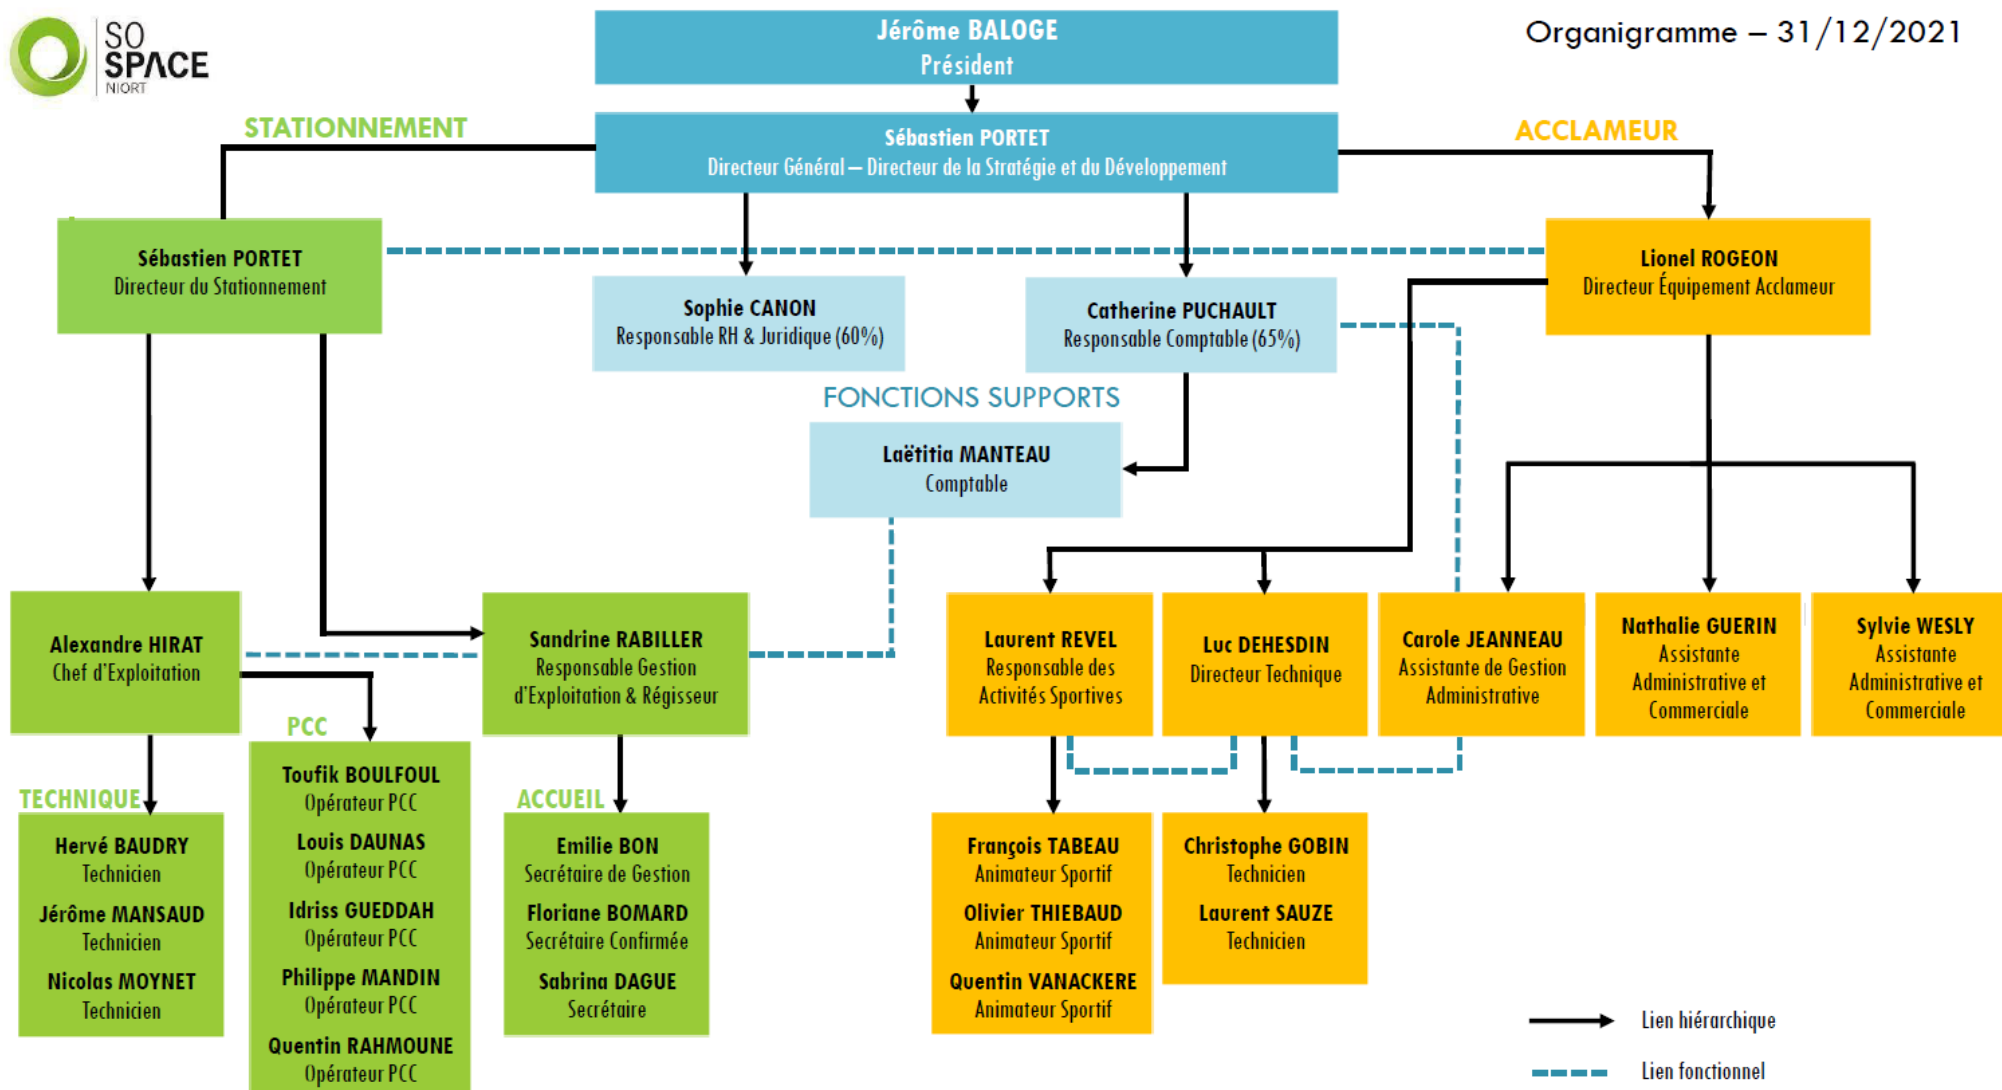 SO
SPACE
NIORT
Jérôme BALOGE
Président
Organigramme – 31/12/2021
STATIONNEMENT
Sébastien PORTET
Directeur Général – Directeur de la Stratégie et du Développement
ACCLAMEUR
Sébastien PORTET
Directeur du Stationnement
Sophie CANON
Responsable RH & Juridique (60%)
Catherine PUCHAULT
Responsable Comptable (65%)
Lionel ROGEON
Directeur Équipement Acclameur
FONCTIONS SUPPORTS
Laëtitia MANTEAU
Comptable
Alexandre HIRAT
Chef d'Exploitation
Sandrine RABILLER
Responsable Gestion
d'Exploitation & Régisseur
Laurent REVEL
Responsable des
Activités Sportives
Luc DEHESDIN
Directeur Technique
Carole JEANNEAU
Assistante de Gestion
Administrative
Nathalie GUERIN
Assistante
Administrative et
Commerciale
Sylvie WESLY
Assistante
Administrative et
Commerciale
TECHNIQUE
Hervé BAUDRY
Technicien
Jérôme MANSAUD
Technicien
Nicolas MOYNET
Technicien
PCC
Toufik BOULFOUL
Opérateur PCC
Louis DAUNAS
Opérateur PCC
Idriss GUEDDAH
Opérateur PCC
Philippe MANDIN
Opérateur PCC
Quentin RAHMOUNE
Opérateur PCC
ACCUEIL
Emilie BON
Secrétaire de Gestion
Floriane BOMARD
Secrétaire Confirmée
Sabrina DAGUE
Secrétaire
François TABEAU
Animateur Sportif
Olivier THIEBAUD
Animateur Sportif
Quentin VANACKERE
Animateur Sportif
Christophe GOBIN
Technicien
Laurent SAUZE
Technicien
Lien hiérarchique
Lien fonctionnel